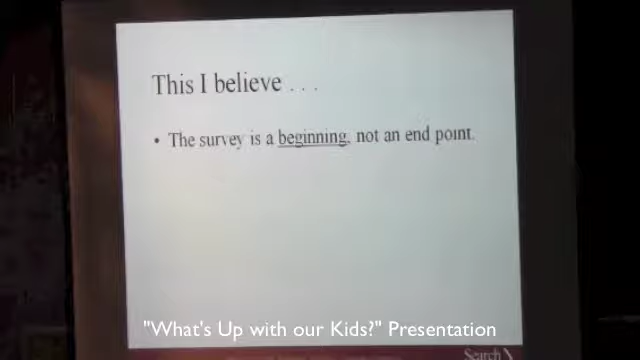 This I believe . . .
• The survey is a beginning, not an end point.
"What's Up with our Kids?" Presentation
Search